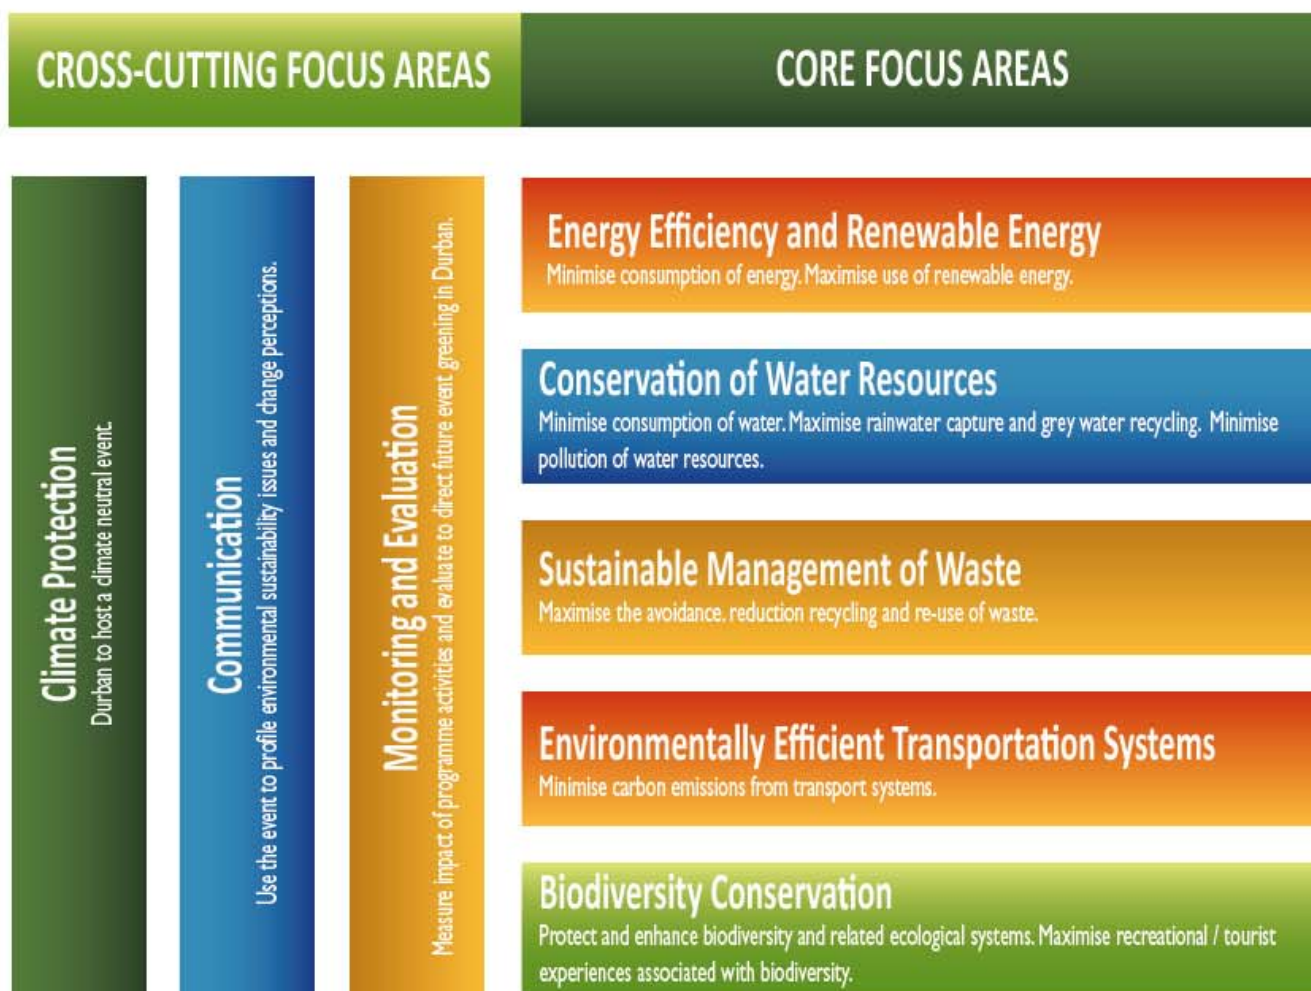 CROSS-CUTTING FOCUS AREAS
CORE FOCUS AREAS
Climate Protection
Durban to host a climate neutral event.
Communication
Use the event to profile environmental sustainability issues and change perceptions.
Monitoring and Evaluation
Measure impact of programme activities and evaluate to direct future event greening in Durban.
Energy Efficiency and Renewable Energy
Minimise consumption of energy. Maximise use of renewable energy.
Conservation of Water Resources
Minimise consumption of water. Maximise rainwater capture and grey water recycling. Minimise
pollution of water resources.
Sustainable Management of Waste
Maximise the avoidance. reduction recycling and re-use of waste.
Environmentally Efficient Transportation Systems
Minimise carbon emissions from transport systems.
Biodiversity Conservation
Protect and enhance biodiversity and related ecological systems. Maximise recreational / tourist
experiences associated with biodiversity.